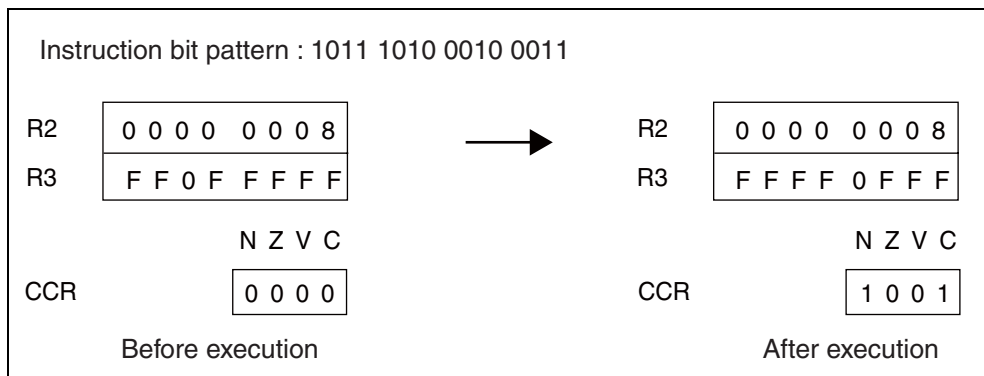 Instruction bit pattern : 1011 1010 0010 0011
R2 0 0 0 0 0 0 0 8 R2 0 0 0 0 0 0 0 8
R3 F F 0 F F F F F R3 F F F F 0 F F F
N Z V C N Z V C
CCR 0 0 0 0 CCR 1 0 0 1
Before execution After execution